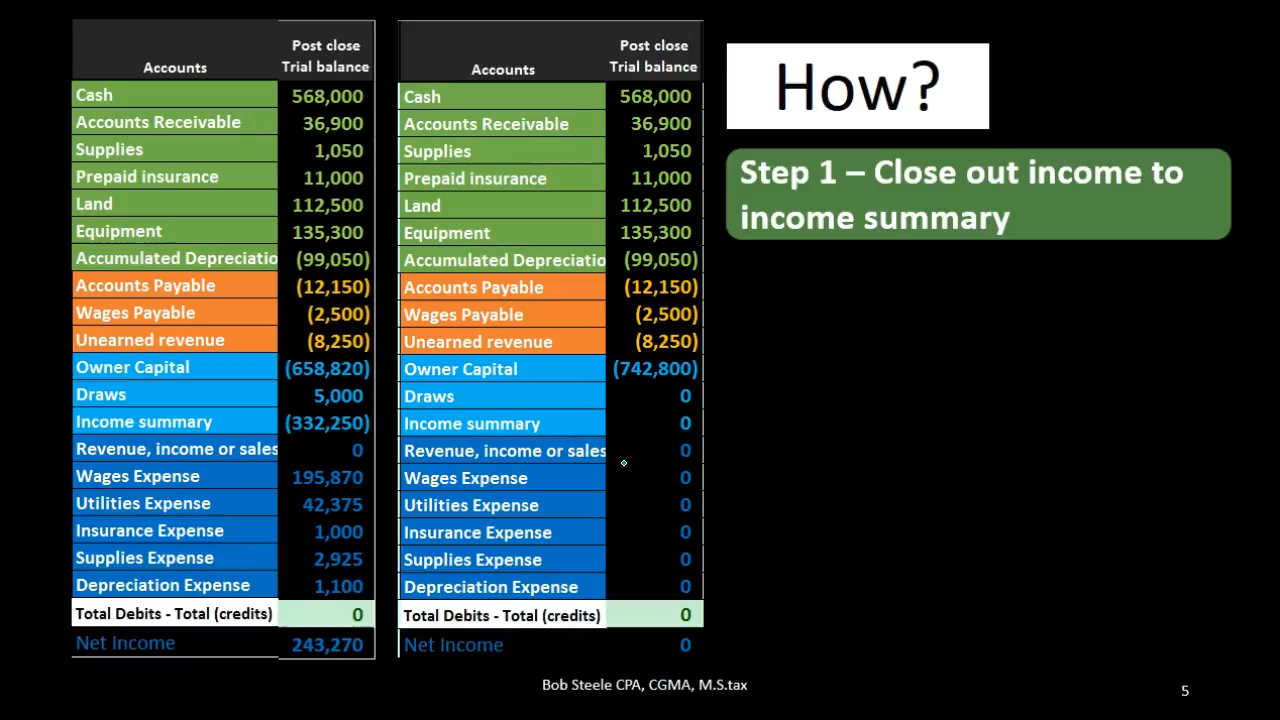 Accounts Post close Trial balance
Cash 568,000
Accounts Receivable 36,900
Supplies 1,050
Prepaid insurance 11,000
Land 112,500
Equipment 135,300
Accumulated Depreciatio (99,050)
Accounts Payable (12,150)
Wages Payable (2,500)
Unearned revenue (8,250)
Owner Capital (658,820)
Draws 5,000
Income summary (332,250)
Revenue, income or sales 0
Wages Expense 195,870
Utilities Expense 42,375
Insurance Expense 1,000
Supplies Expense 2,925
Depreciation Expense 1,100
Total Debits - Total (credits) 0
Net Income 243,270
Accounts Post close Trial balance
Cash 568,000
Accounts Receivable 36,900
Supplies 1,050
Prepaid insurance 11,000
Land 112,500
Equipment 135,300
Accumulated Depreciatio (99,050)
Accounts Payable (12,150)
Wages Payable (2,500)
Unearned revenue (8,250)
Owner Capital (742,800)
Draws 0
Income summary 0
Revenue, income or sales 0
Wages Expense 0
Utilities Expense 0
Insurance Expense 0
Supplies Expense 0
Depreciation Expense 0
Total Debits - Total (credits) 0
Net Income 0
How?
Step 1 – Close out income to
income summary
Bob Steele CPA, CGMA, M.S.tax
5